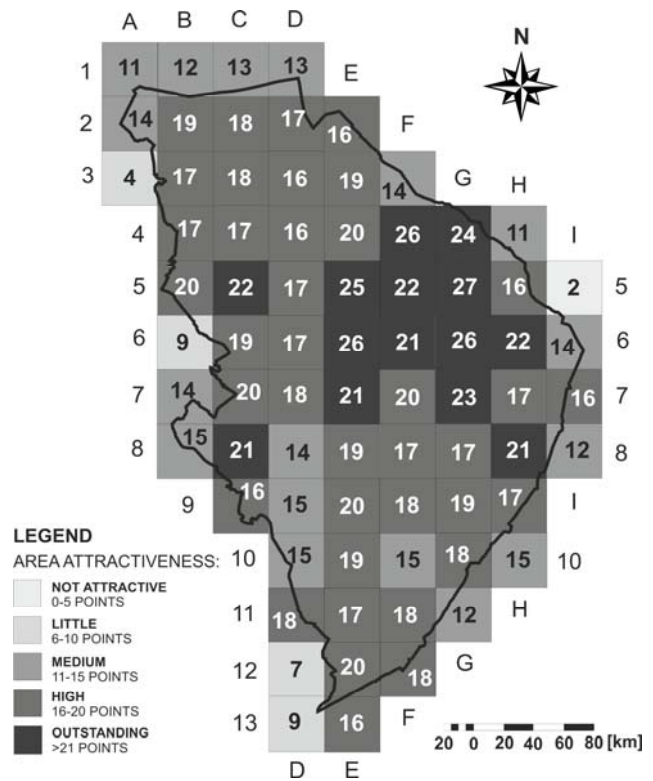 A B C D
N
1 11 12 13 13 E
2 14 19 18 17 16 F
3 4 17 18 16 19 14 G H
4 17 17 16 20 26 24 11 I
5 20 22 17 25 22 27 16 2 5
6 9 19 17 26 21 26 22 14 6
7 14 20 18 21 20 23 17 16 7
8 15 21 14 19 17 17 21 12 8
9 16 15 20 18 19 17 I
10 15 19 15 18 15 10
11 18 17 18 12 H
12 7 20 18 G
13 9 16 F
D E
LEGEND
AREA ATTRACTIVENESS:
NOT ATTRACTIVE
0-5 POINTS
LITTLE
6-10 POINTS
MEDIUM
11-15 POINTS
HIGH
16-20 POINTS
OUTSTANDING
>21 POINTS
20 0 20 40 60 80 [km]